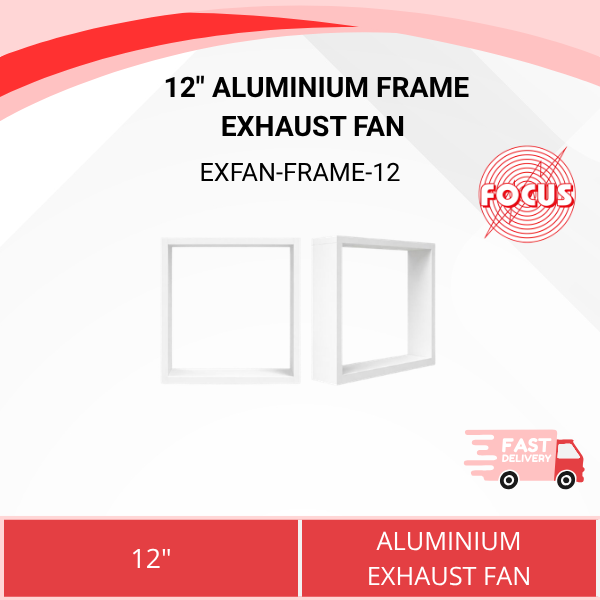 12" ALUMINIUM FRAME
EXHAUST FAN
EXFAN-FRAME-12
FOCUS
FAST
DELIVERY
12"
ALUMINIUM
EXHAUST FAN